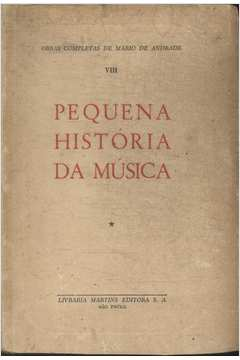 OBRAS COMPLETAS DE MÁRIO DE ANDRADE
VIII
PEQUENA
HISTÓRIA
DA MÚSICA
*
LIVRARIA MARTINS EDITORA S. A.
SÃO PAULO